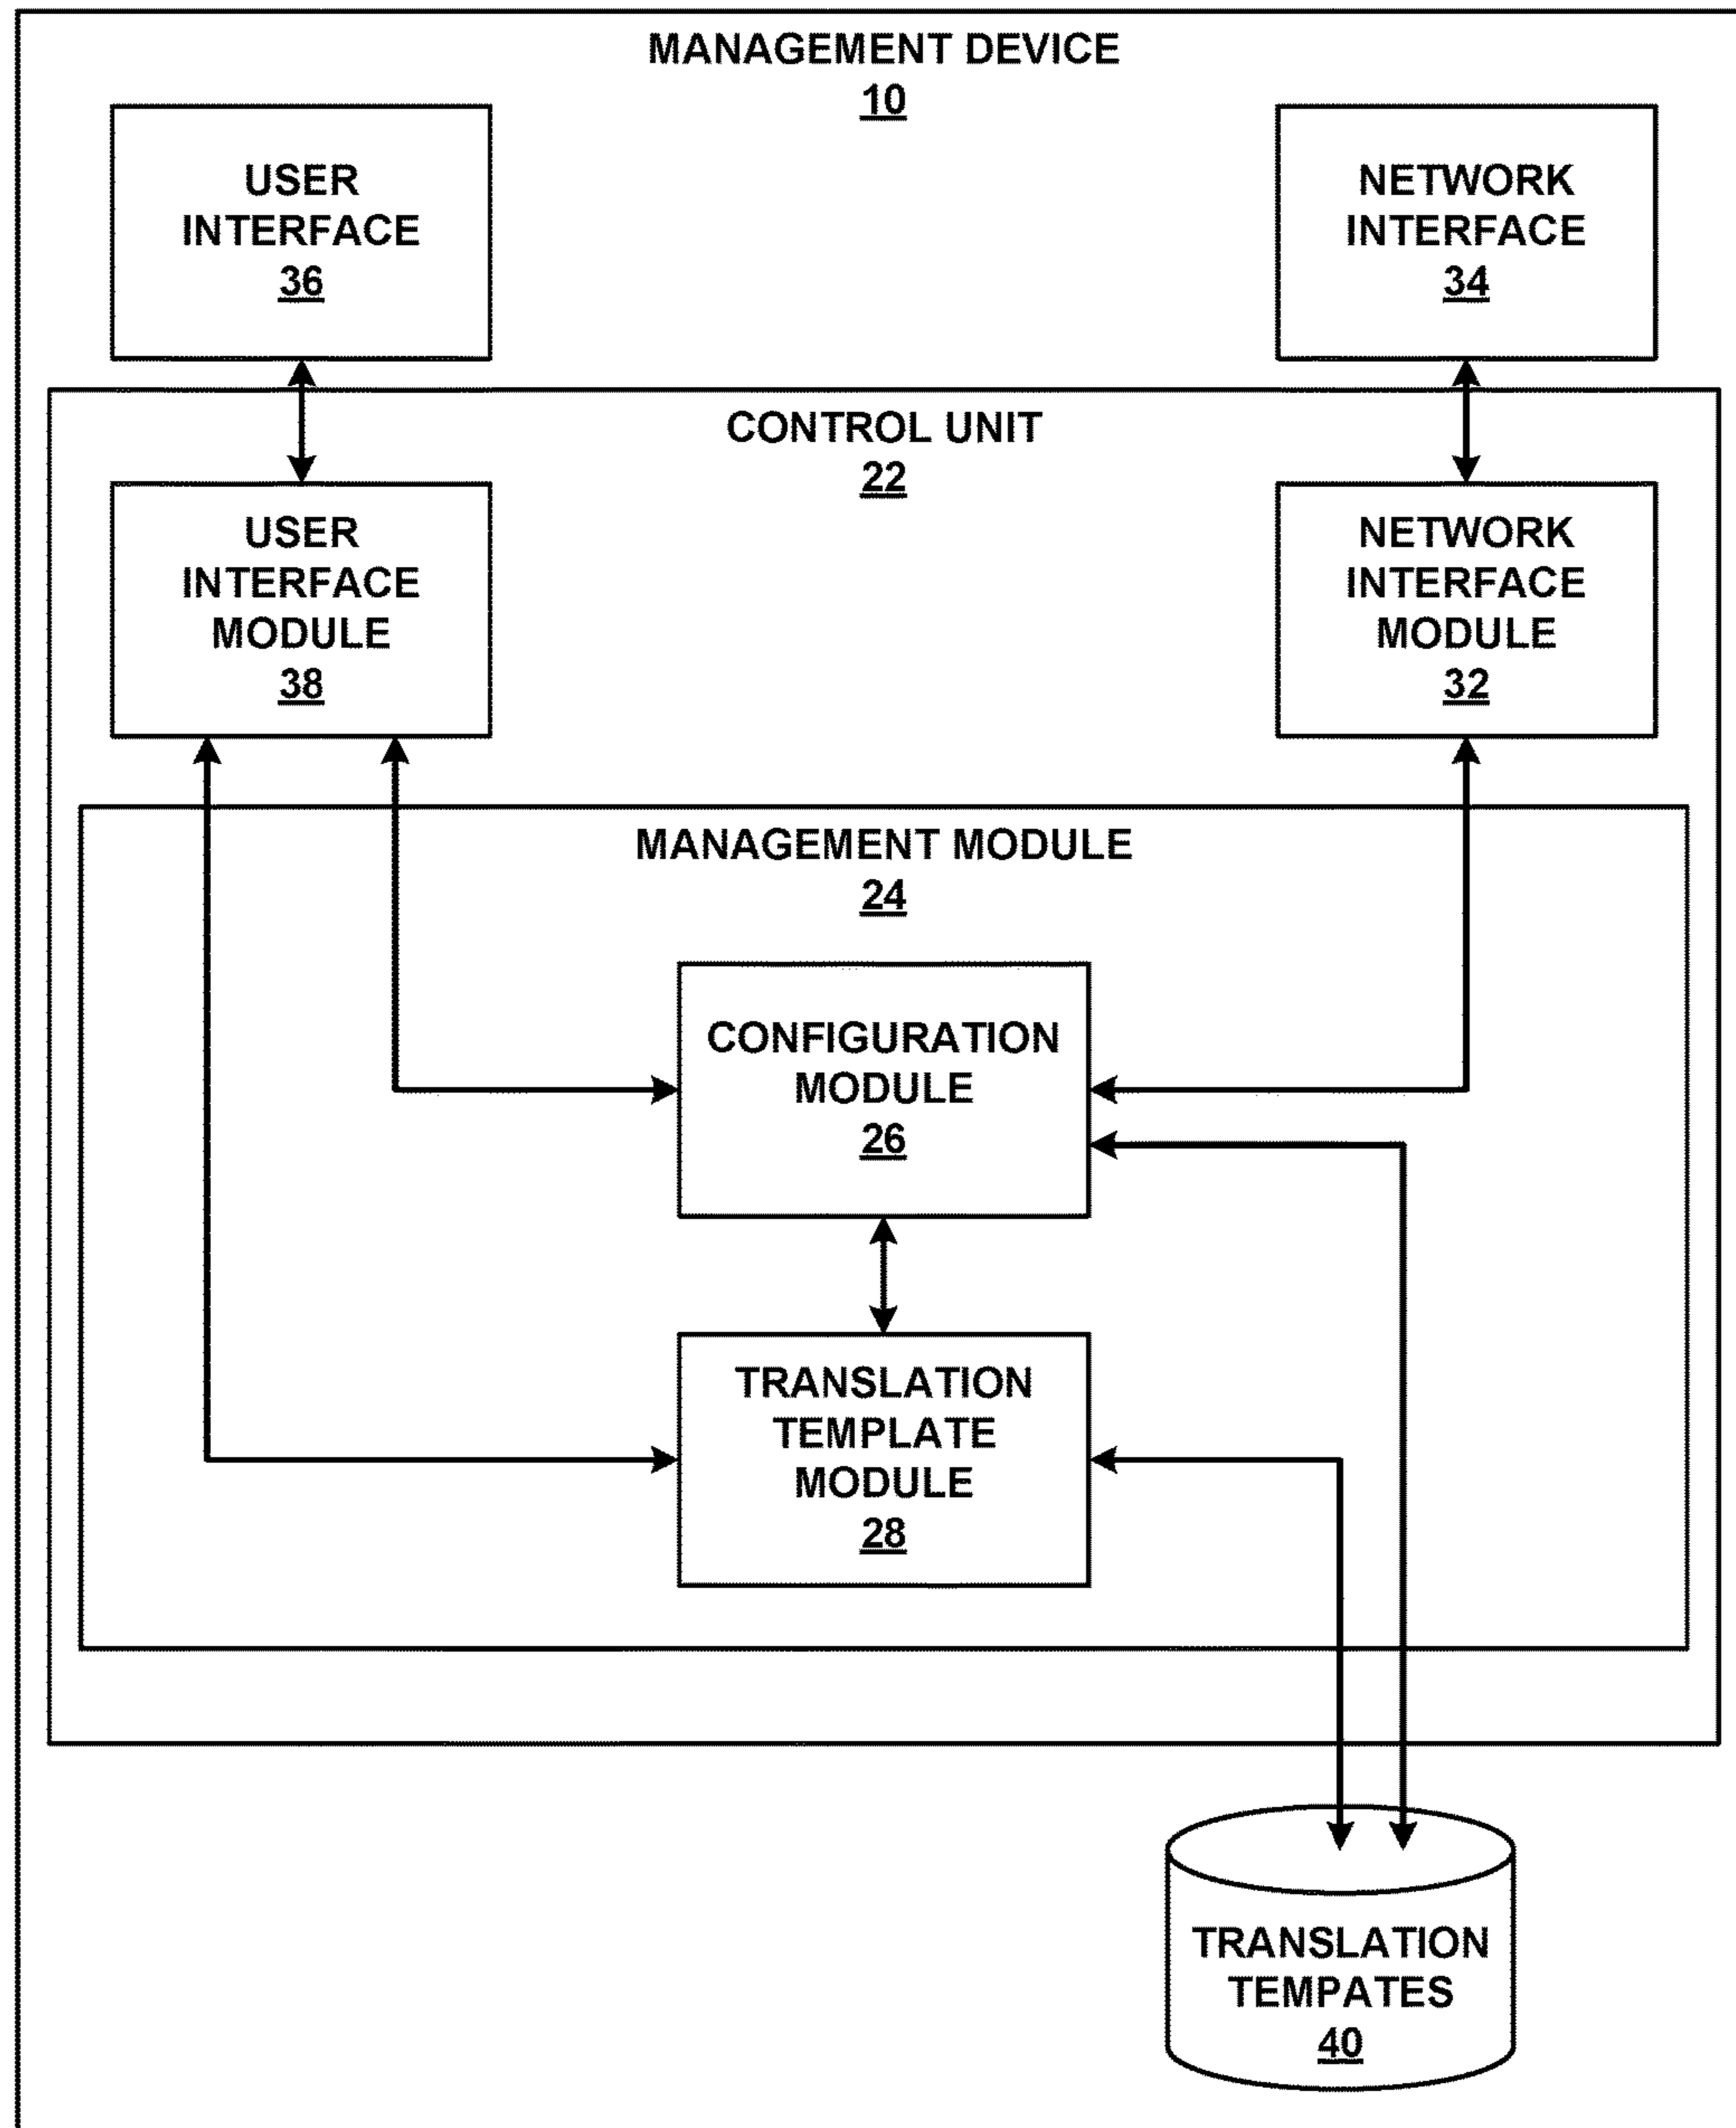 MANAGEMENT DEVICE
10
USER
INTERFACE
36
NETWORK
INTERFACE
34
CONTROL UNIT
22
USER
INTERFACE
MODULE
38
NETWORK
INTERFACE
MODULE
32
MANAGEMENT MODULE
24
CONFIGURATION
MODULE
26
TRANSLATION
TEMPLATE
MODULE
28
TRANSLATION
TEMPATES
40